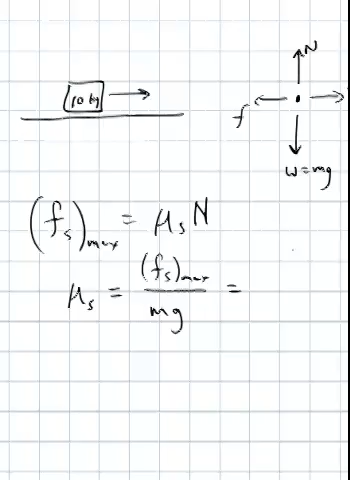 N
10 kg
f
w=mg
(f_s)_max = μ_s N
μ_s = (f_s)_max / mg =